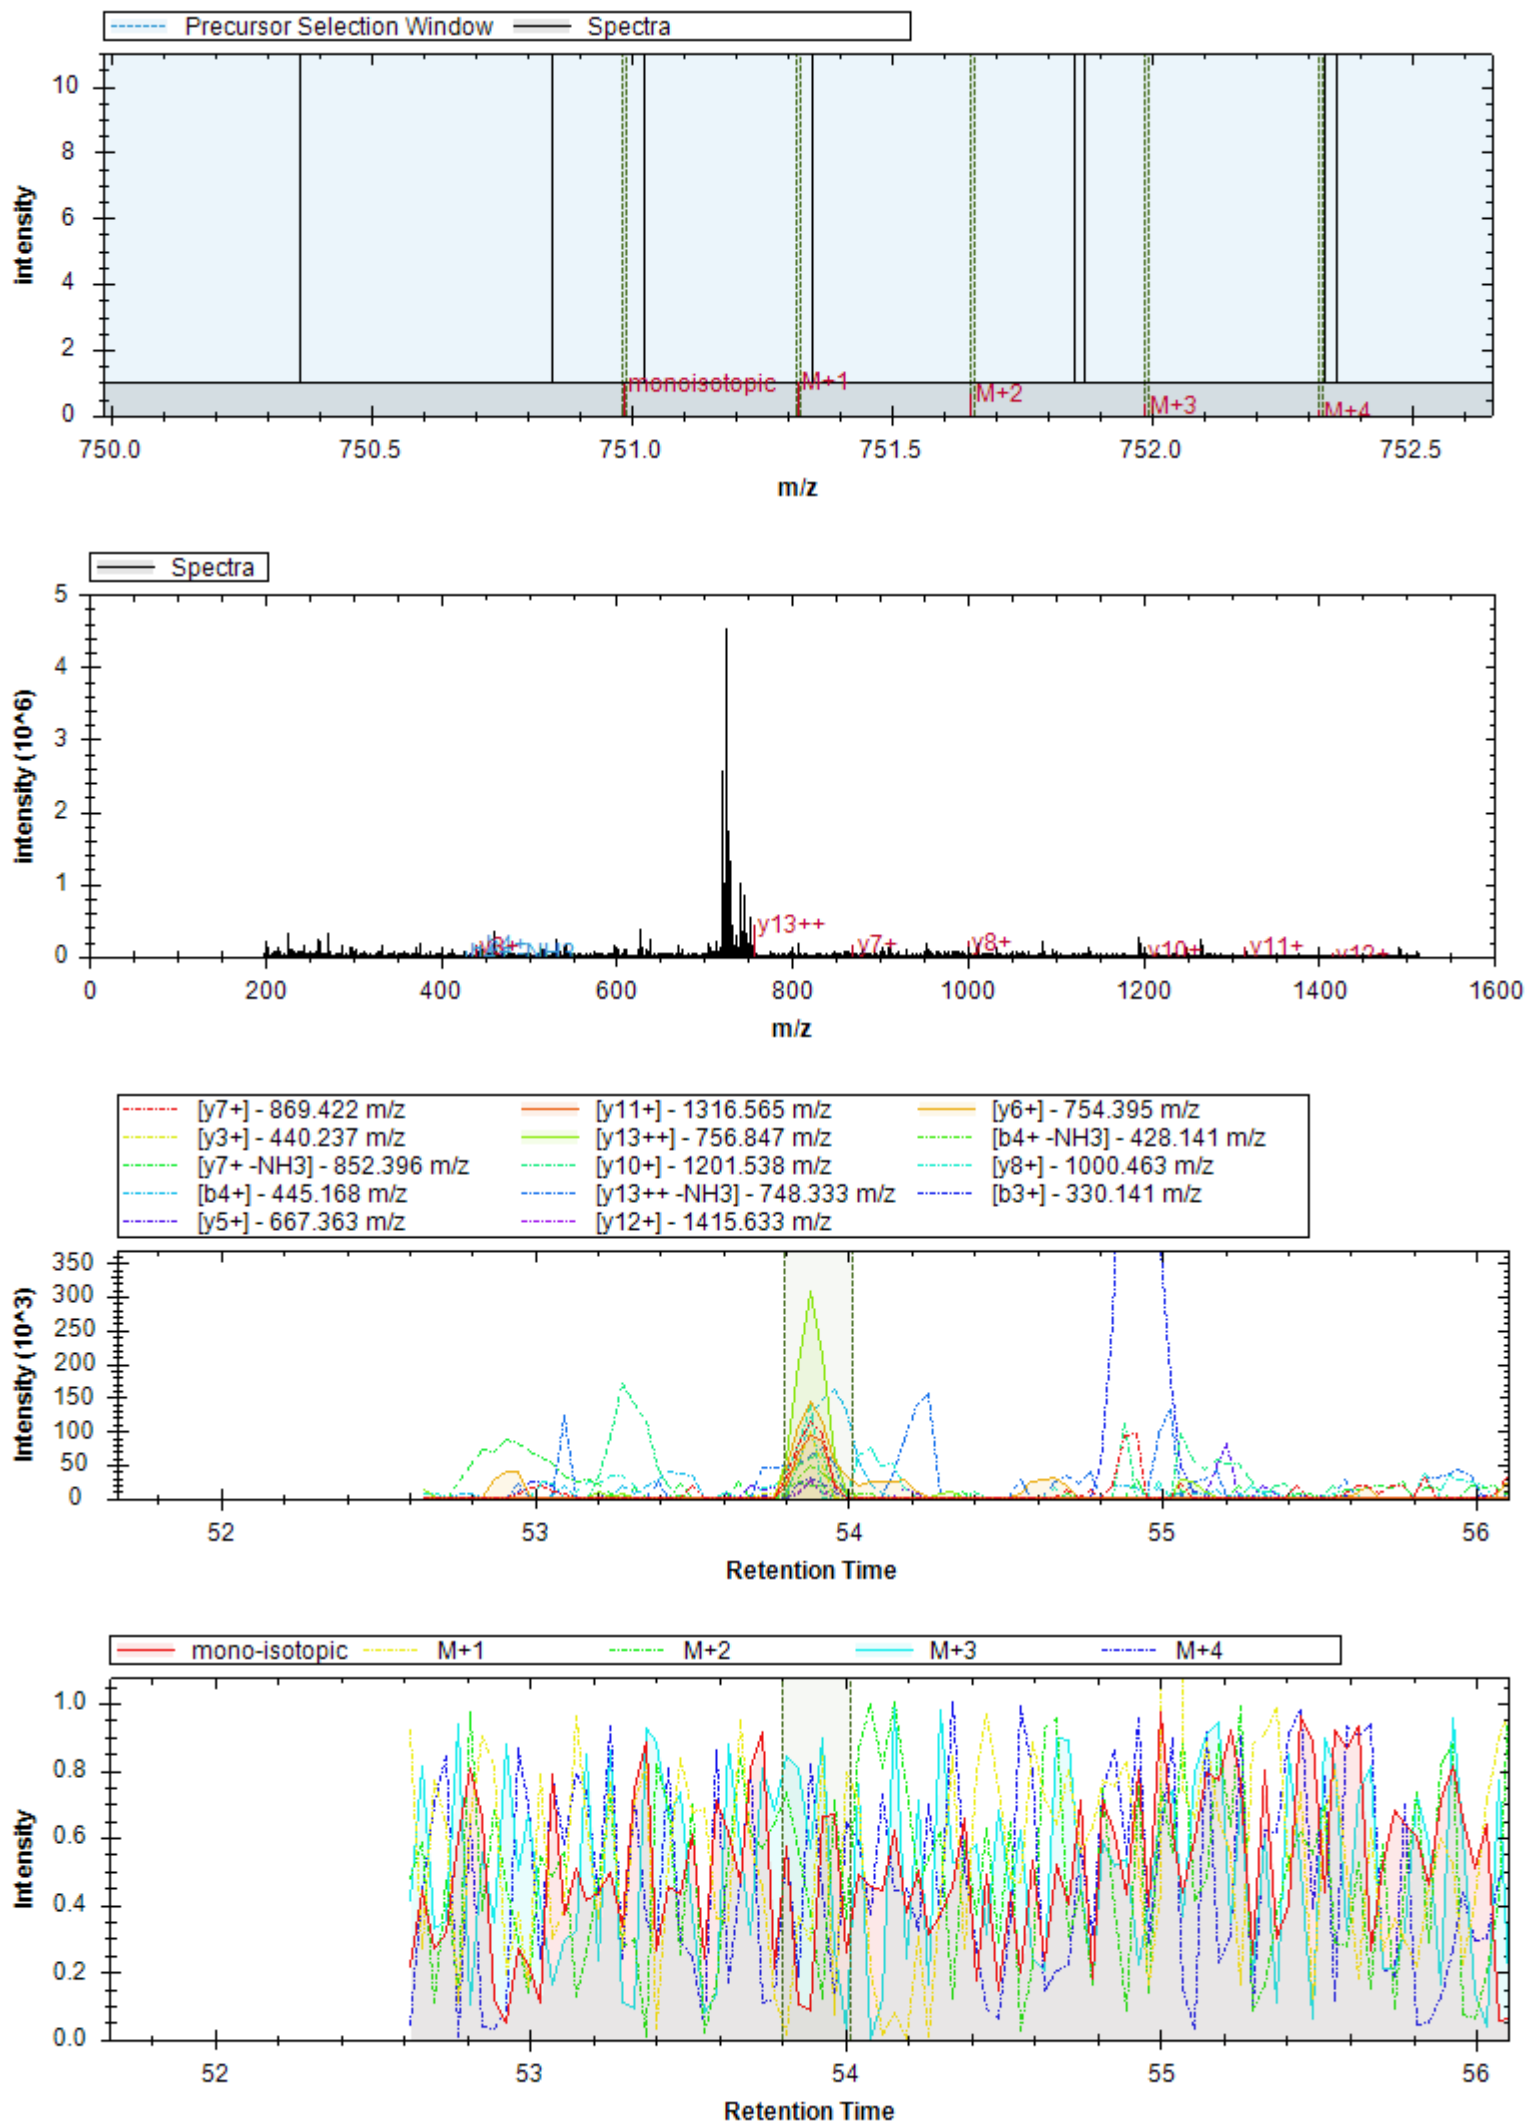 Precursor Selection Window Spectra
10
8
6
4
2
0
intensity
monoisotopic M+1 M+2 M+3 M+4
750.0 750.5 751.0 751.5 752.0 752.5
m/z
Spectra
5
4
3
2
1
0
intensity (10^6)
y13++
y7+ y8+ y10+ y11+ y12+
0 200 400 600 800 1000 1200 1400 1600
m/z
[y7+] - 869.422 m/z [y11+] - 1316.565 m/z [y6+] - 754.395 m/z
[y3+] - 440.237 m/z [y13++] - 756.847 m/z [b4+ -NH3] - 428.141 m/z
[y7+ -NH3] - 852.396 m/z [y10+] - 1201.538 m/z [y8+] - 1000.463 m/z
[b4+] - 445.168 m/z [y13++ -NH3] - 748.333 m/z [b3+] - 330.141 m/z
[y5+] - 667.363 m/z [y12+] - 1415.633 m/z
350
300
250
200
150
100
50
0
Intensity (10^3)
52 53 54 55 56
Retention Time
mono-isotopic M+1 M+2 M+3 M+4
1.0
0.8
0.6
0.4
0.2
0.0
Intensity
52 53 54 55 56
Retention Time